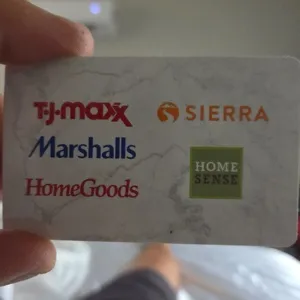 T·J·maxx
SIERRA
Marshalls
HomeGoods
HOME
SENSE